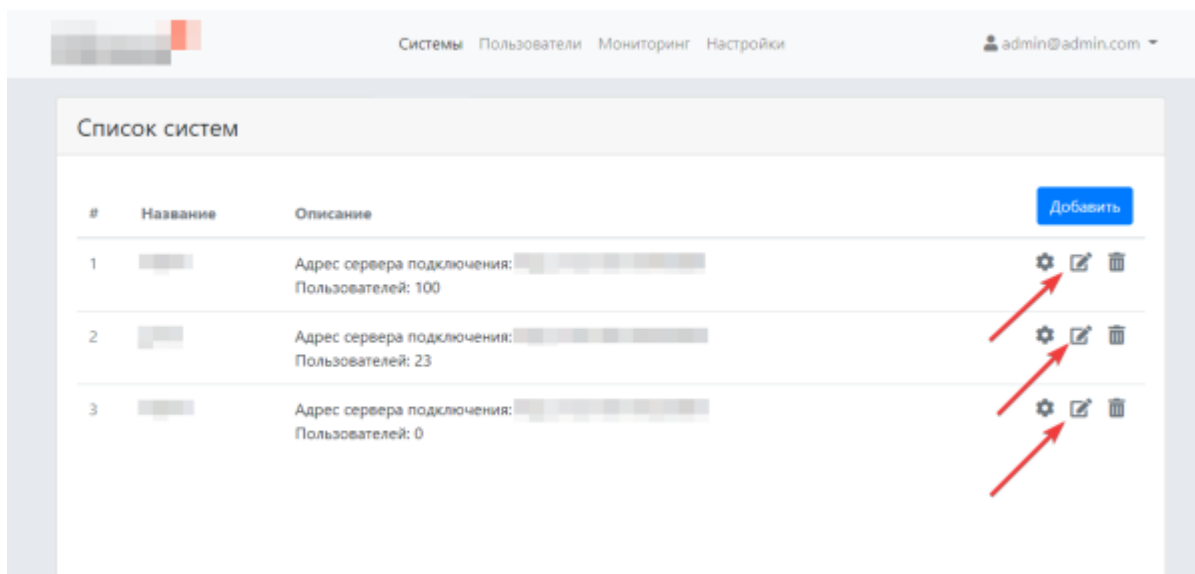 Системы Пользователи Мониторинг Настройки admin@admin.com
Список систем
# Название Описание Добавить
1 Адрес сервера подключения:
Пользователей: 100
2 Адрес сервера подключения:
Пользователей: 23
3 Адрес сервера подключения:
Пользователей: 0